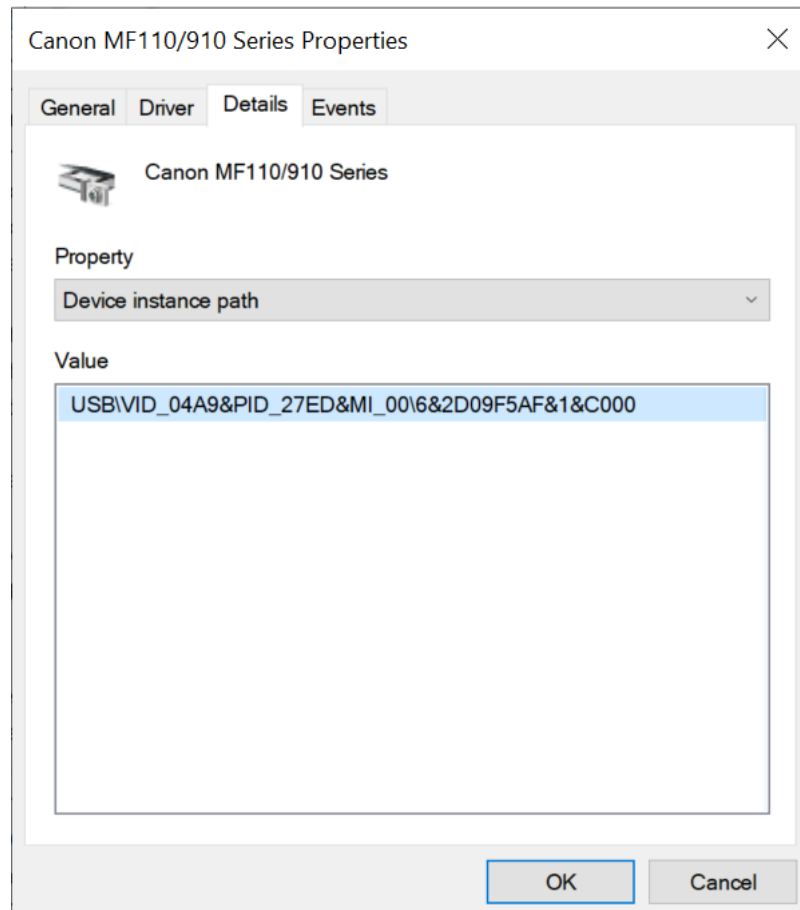 Canon MF110/910 Series Properties
General Driver Details Events
Canon MF110/910 Series
Property
Device instance path
Value
USB\VID_04A9&PID_27ED&MI_00\6&2D09F5AF&1&C000
OK Cancel